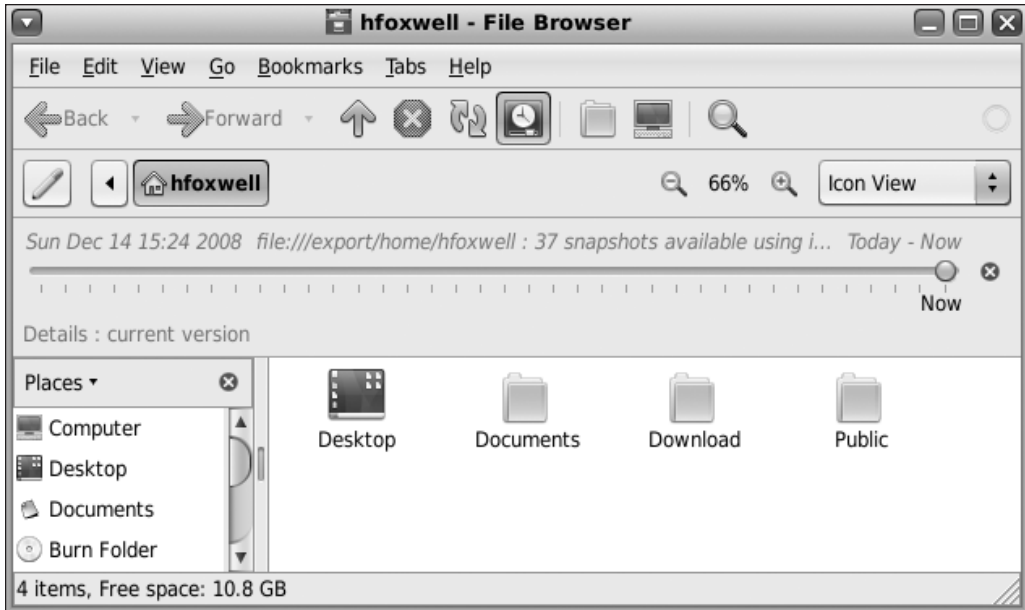 hfoxwell - File Browser
File Edit View Go Bookmarks Tabs Help
Back Forward
hfoxwell 66% Icon View
Sun Dec 14 15:24 2008 file:///export/home/hfoxwell : 37 snapshots available using i... Today - Now
Now
Details : current version
Places
Computer
Desktop
Documents
Burn Folder
Desktop Documents Download Public
4 items, Free space: 10.8 GB